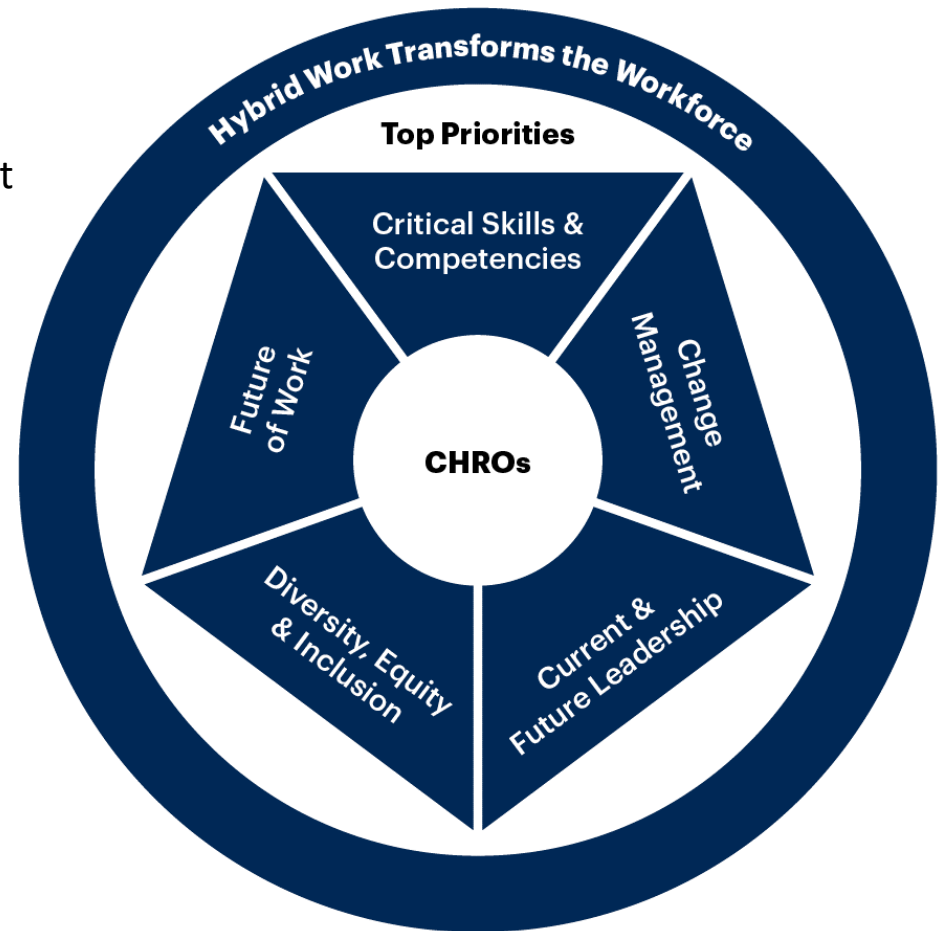 Hybrid Work Transforms the Workforce
t
Top Priorities
Critical Skills &
Competencies
Change
Management
Current &
Future Leadership
Diversity, Equity
& Inclusion
Future
of Work
CHROs